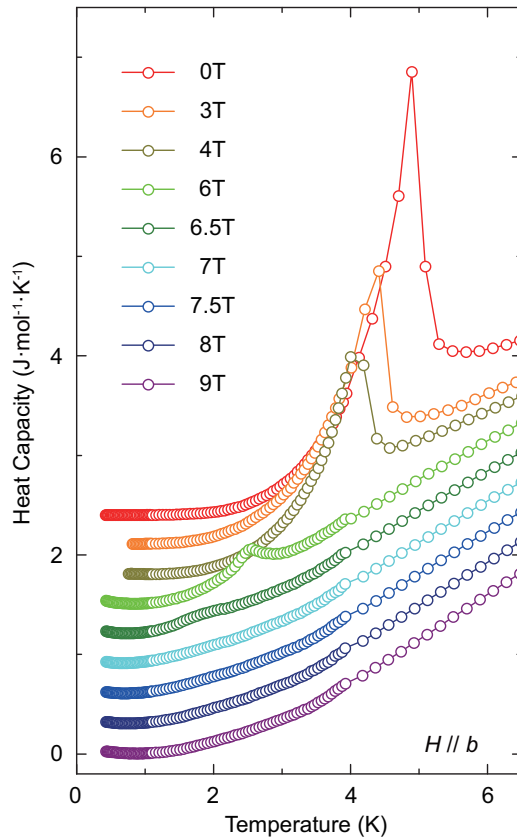 0T
3T
4T
6T
6.5T
7T
7.5T
8T
9T
Heat Capacity (J·mol⁻¹·K⁻¹)
6
4
2
0
H // b
0 2 4 6
Temperature (K)